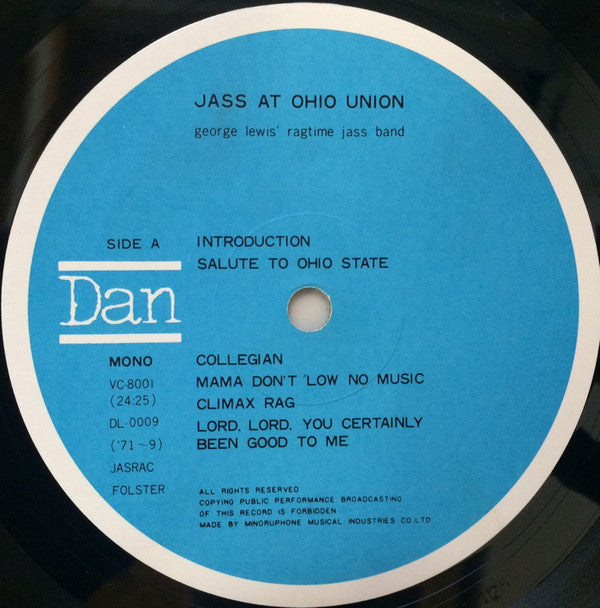 JASS AT OHIO UNION
george lewis' ragtime jass band
SIDE A
INTRODUCTION
SALUTE TO OHIO STATE
Dan
MONO
VC-8001
(24:25)
DL-0009
('71~9)
JASRAC
FOLSTER
COLLEGIAN
MAMA DON'T 'LOW NO MUSIC
CLIMAX RAG
LORD, LORD, YOU CERTAINLY
BEEN GOOD TO ME
ALL RIGHTS RESERVED
COPYING PUBLIC PERFORMANCE BROADCASTING
OF THIS RECORD IS FORBIDDEN
MADE BY MINORUPHONE MUSICAL INDUSTRIES CO.,LTD